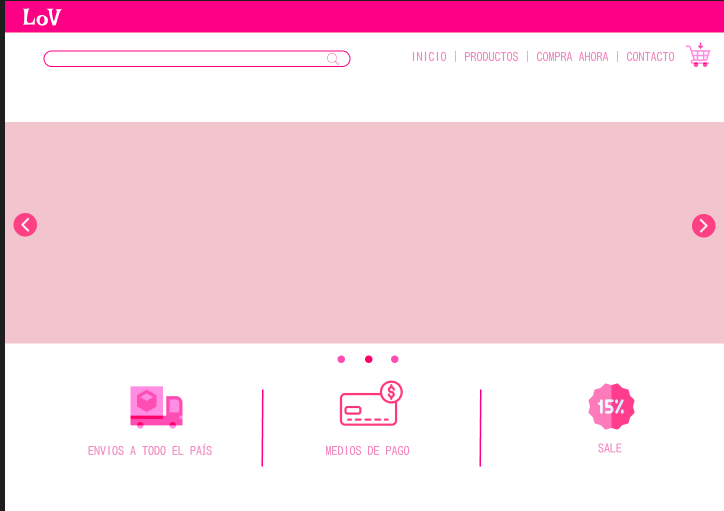 LoV
INICIO | PRODUCTOS | COMPRA AHORA | CONTACTO
$
15%
ENVIOS A TODO EL PAÍS
MEDIOS DE PAGO
SALE